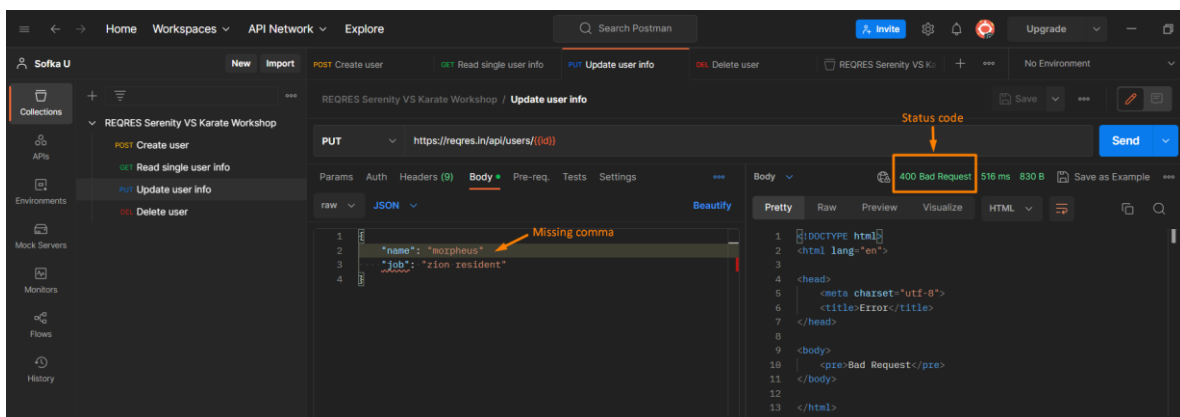 Home Workspaces API Network Explore Search Postman Invite Upgrade
Sofka U New Import POST Create user GET Read single user info PUT Update user info DEL Delete user REQRES Serenity VS Ka No Environment
Collections
APIs
Environments
Mock Servers
Monitors
Flows
History
REQRES Serenity VS Karate Workshop
POST Create user
GET Read single user info
PUT Update user info
DEL Delete user
REQRES Serenity VS Karate Workshop / Update user info Save
Status code
PUT https://reqres.in/api/users/{{id}} Send
Params Auth Headers (9) Body Pre-req. Tests Settings
raw JSON Beautify
Missing comma
1 {
2 "name": "morpheus"
3 "job": "zion resident"
4 }
Body 400 Bad Request 516 ms 830 B Save as Example
Pretty Raw Preview Visualize HTML
1 <!DOCTYPE html>
2 <html lang="en">
3
4 <head>
5 <meta charset="utf-8">
6 <title>Error</title>
7 </head>
8
9 <body>
10 <pre>Bad Request</pre>
11 </body>
12
13 </html>